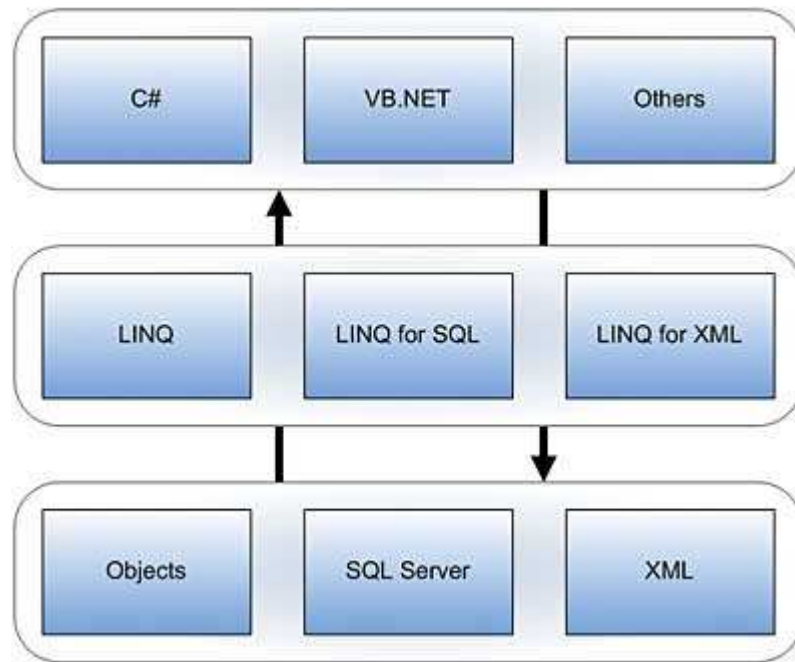 C#
VB.NET
Others
LINQ
LINQ for SQL
LINQ for XML
Objects
SQL Server
XML